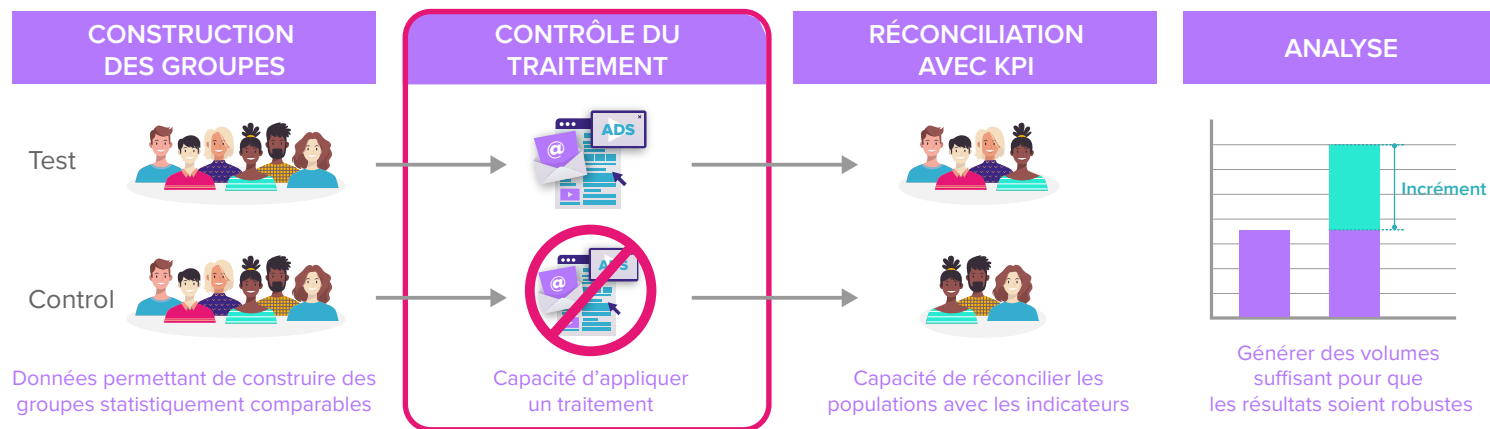 CONSTRUCTION
DES GROUPES
CONTRÔLE DU
TRAITEMENT
RÉCONCILIATION
AVEC KPI
ANALYSE
Test
@
ADS
Incrément
Control
@
ADS
Données permettant de construire des
groupes statistiquement comparables
Capacité d'appliquer
un traitement
Capacité de réconcilier les
populations avec les indicateurs
Générer des volumes
suffisant pour que
les résultats soient robustes